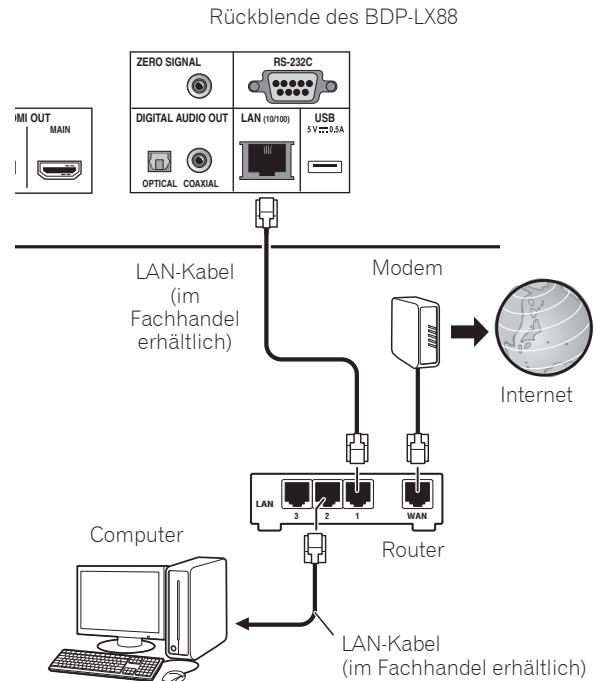 Rückblende des BDP-LX88
ZERO SIGNAL
RS-232C
MI OUT
MAIN
DIGITAL AUDIO OUT
LAN (10/100)
USB
5 V 0.5A
OPTICAL COAXIAL
LAN-Kabel
(im
Fachhandel
erhältlich)
Modem
Internet
LAN
3 2 1
WAN
Router
Computer
LAN-Kabel
(im Fachhandel erhältlich)